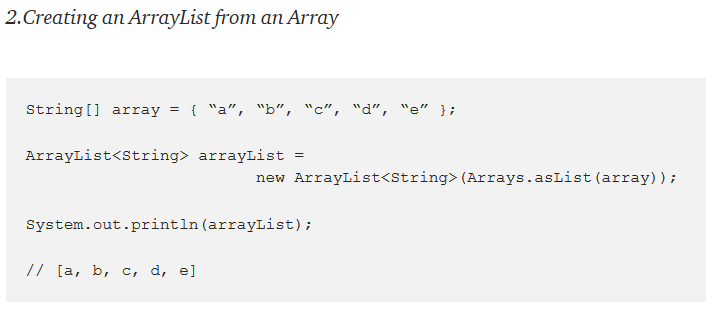 2.Creating an ArrayList from an Array
String[] array = { “a”, “b”, “c”, “d”, “e” };
ArrayList<String> arrayList =
new ArrayList<String>(Arrays.asList(array));
System.out.println(arrayList);
// [a, b, c, d, e]